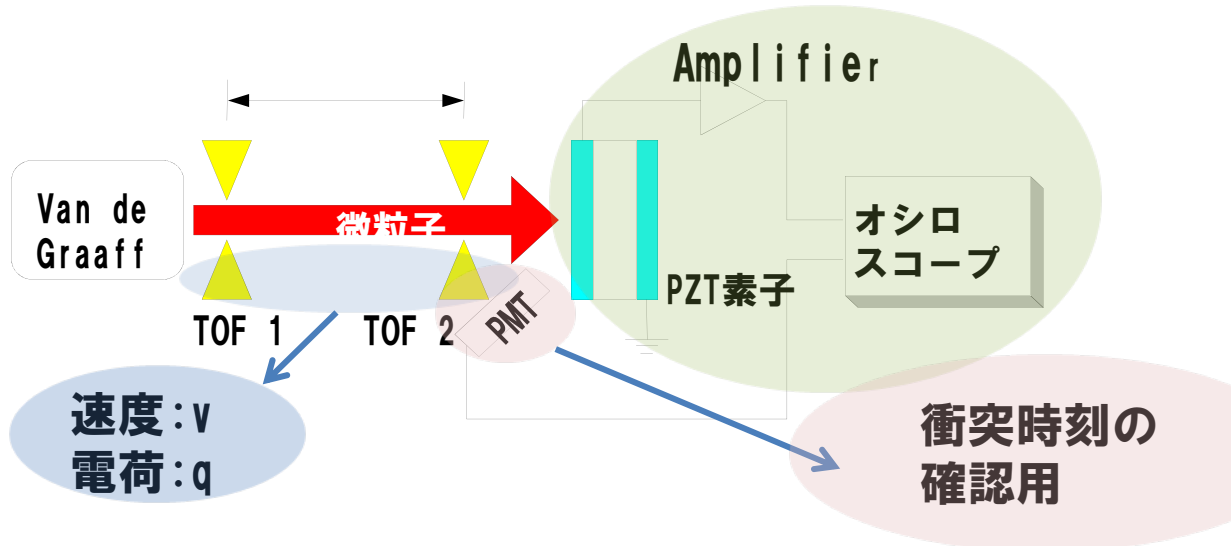 Amplifier
Van de
Graaff
微粒子
オシロ
スコープ
PZT素子
TOF 1
TOF 2
PMT
速度:v
電荷:q
衝突時刻の
確認用